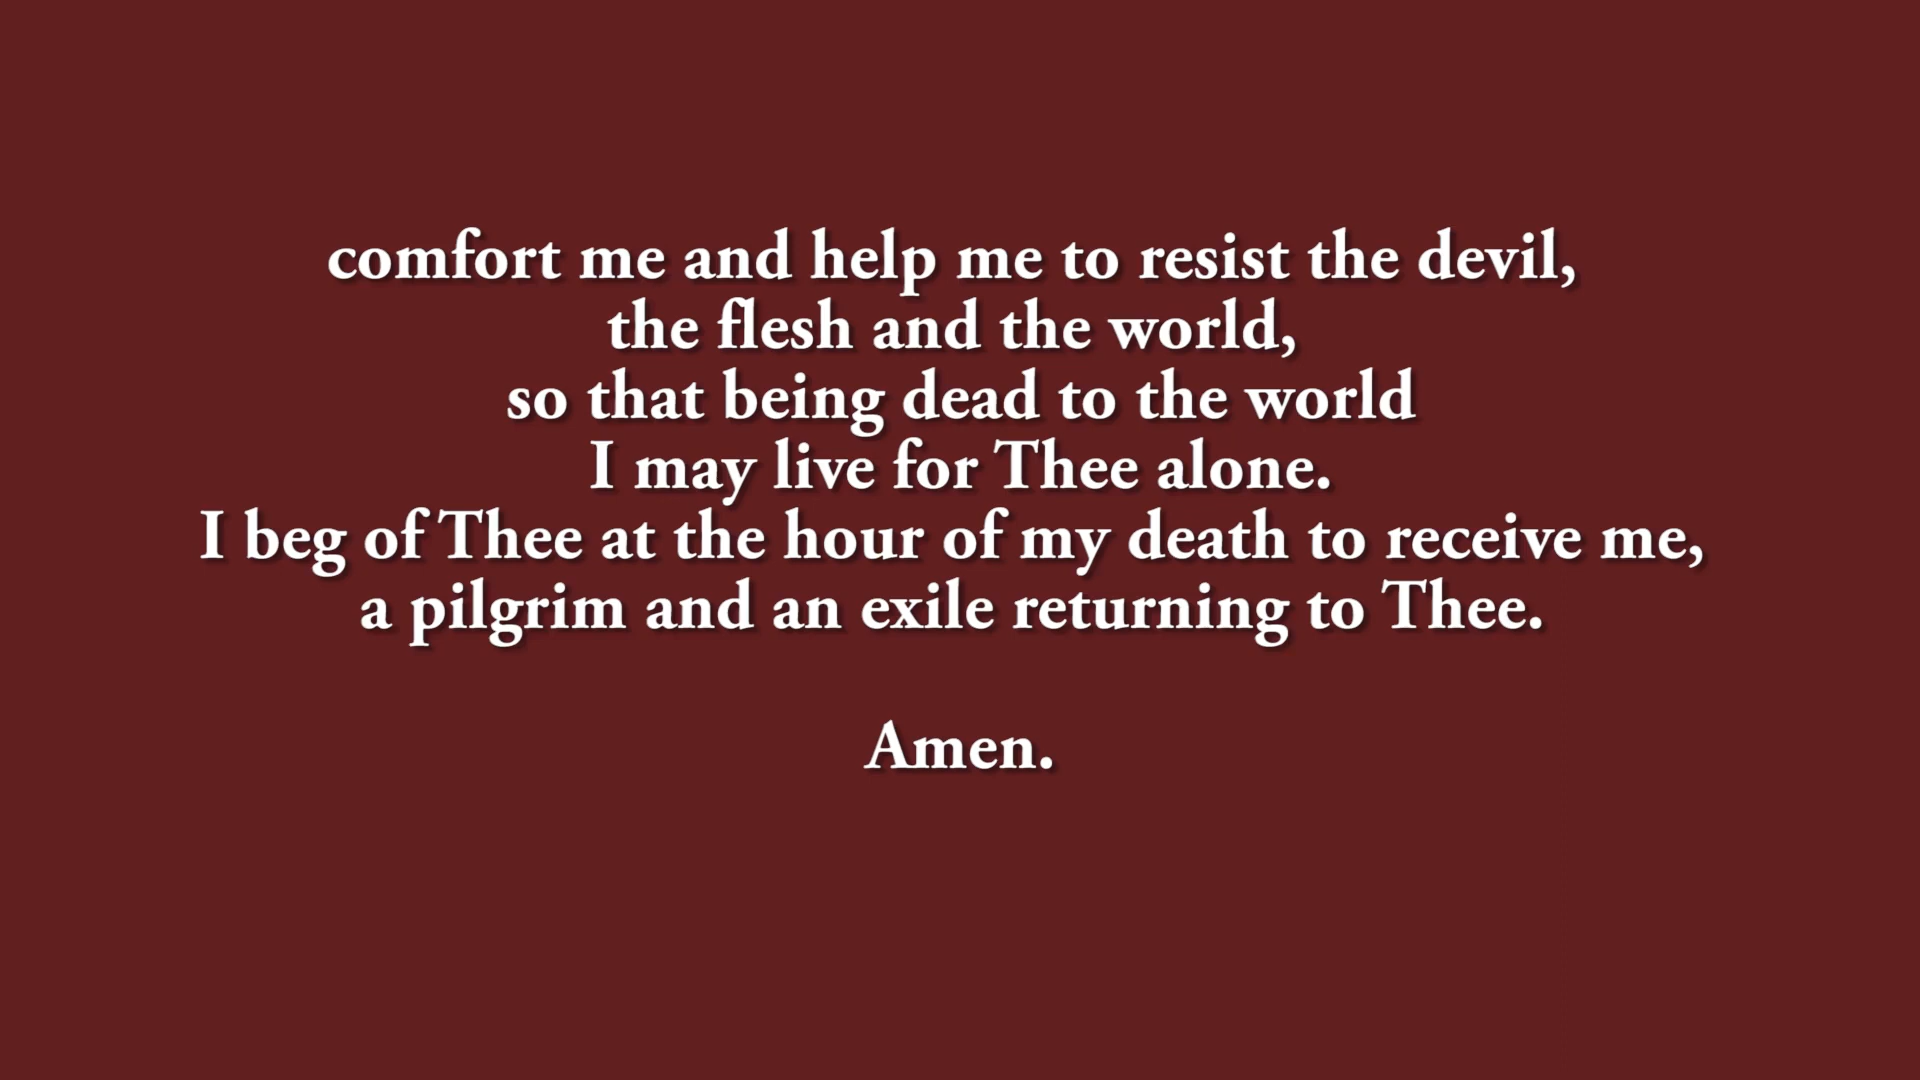 comfort me and help me to resist the devil,
the flesh and the world,
so that being dead to the world
I may live for Thee alone.
I beg of Thee at the hour of my death to receive me,
a pilgrim and an exile returning to Thee.
Amen.